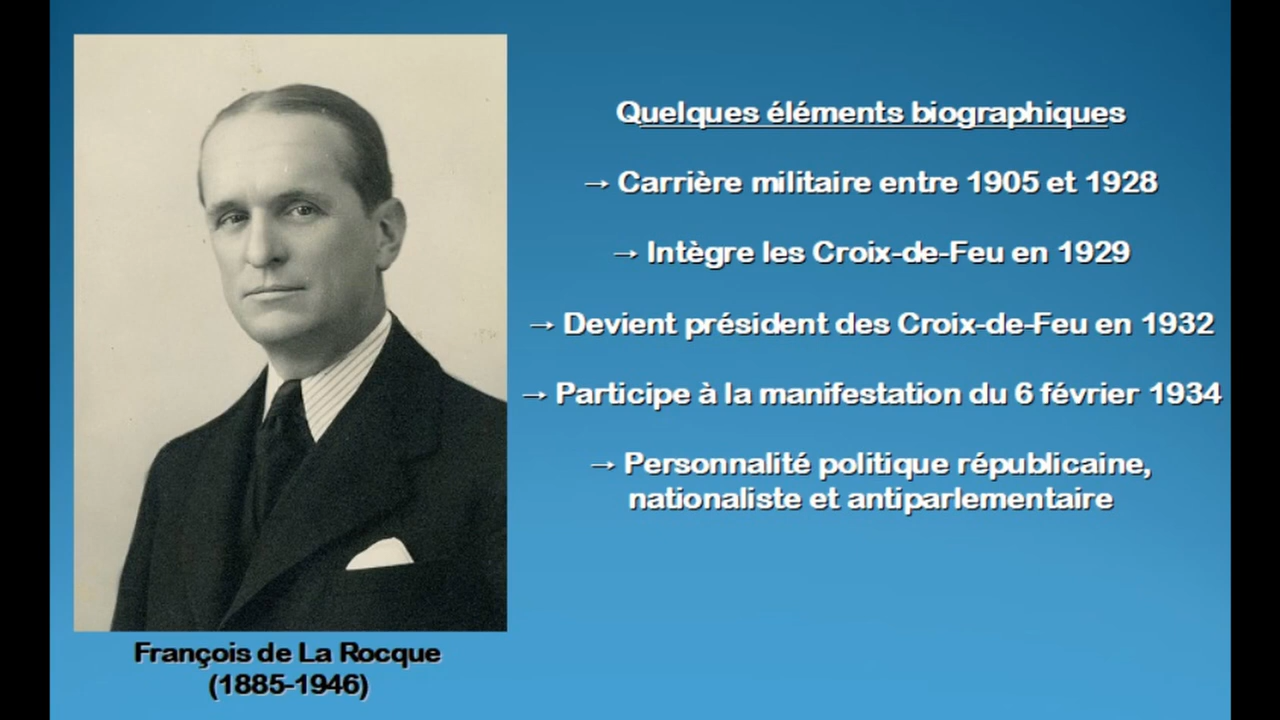 Quelques éléments biographiques
→ Carrière militaire entre 1905 et 1928
→ Intègre les Croix-de-Feu en 1929
→ Devient président des Croix-de-Feu en 1932
→ Participe à la manifestation du 6 février 1934
→ Personnalité politique républicaine,
nationaliste et antiparlementaire
François de La Rocque
(1885-1946)